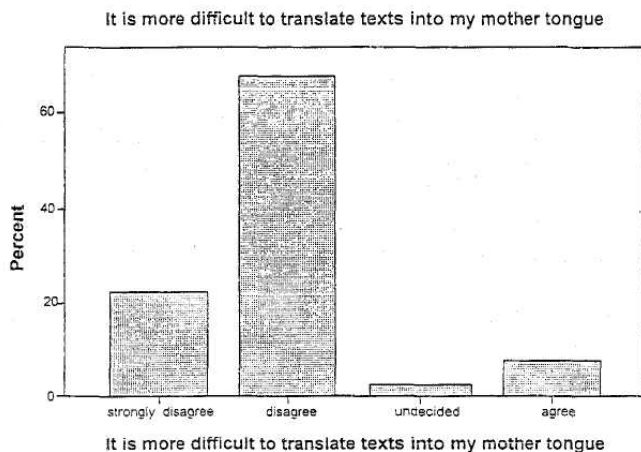 It is more difficult to translate texts into my mother tongue
60
40
20
0
Percent
strongly disagree disagree undecided agree
It is more difficult to translate texts into my mother tongue